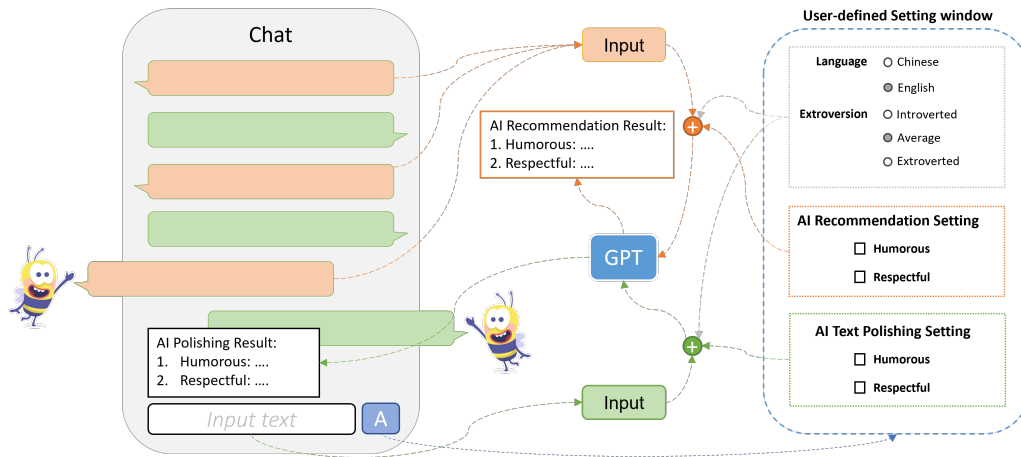 Chat
AI Polishing Result:
1. Humorous: ....
2. Respectful: ....
Input text
A
Input
+
AI Recommendation Result:
1. Humorous: ....
2. Respectful: ....
GPT
+
Input
User-defined Setting window
Language
Chinese
English
Extroversion
Introverted
Average
Extroverted
AI Recommendation Setting
Humorous
Respectful
AI Text Polishing Setting
Humorous
Respectful